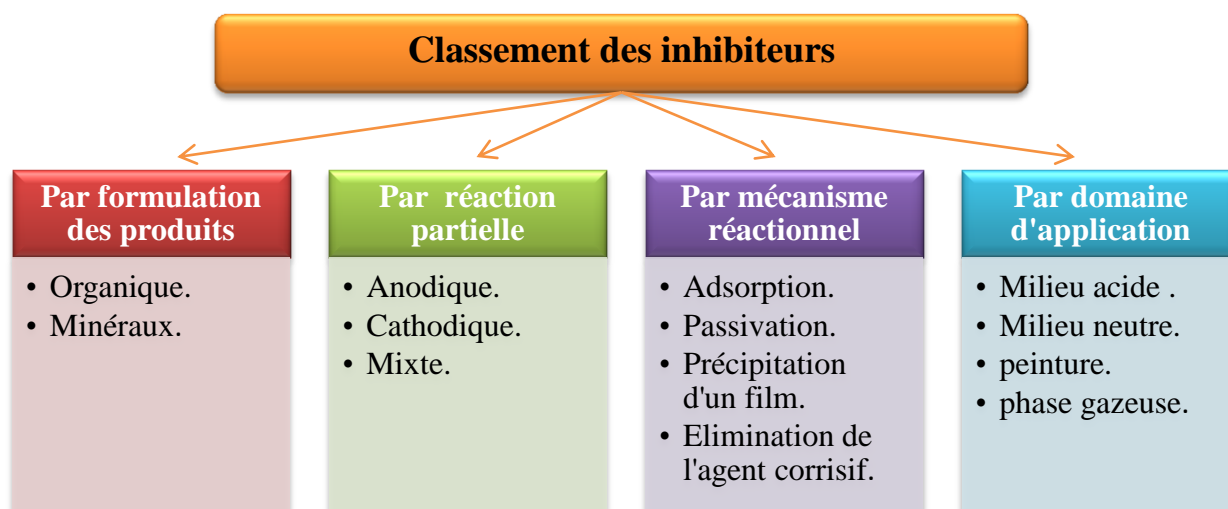 Classement des inhibiteurs
Par formulation
des produits
• Organique.
• Minéraux.
Par réaction
partielle
• Anodique.
• Cathodique.
• Mixte.
Par mécanisme
réactionnel
• Adsorption.
• Passivation.
• Précipitation
d'un film.
• Elimination de
l'agent corrisif.
Par domaine
d'application
• Milieu acide .
• Milieu neutre.
• peinture.
• phase gazeuse.